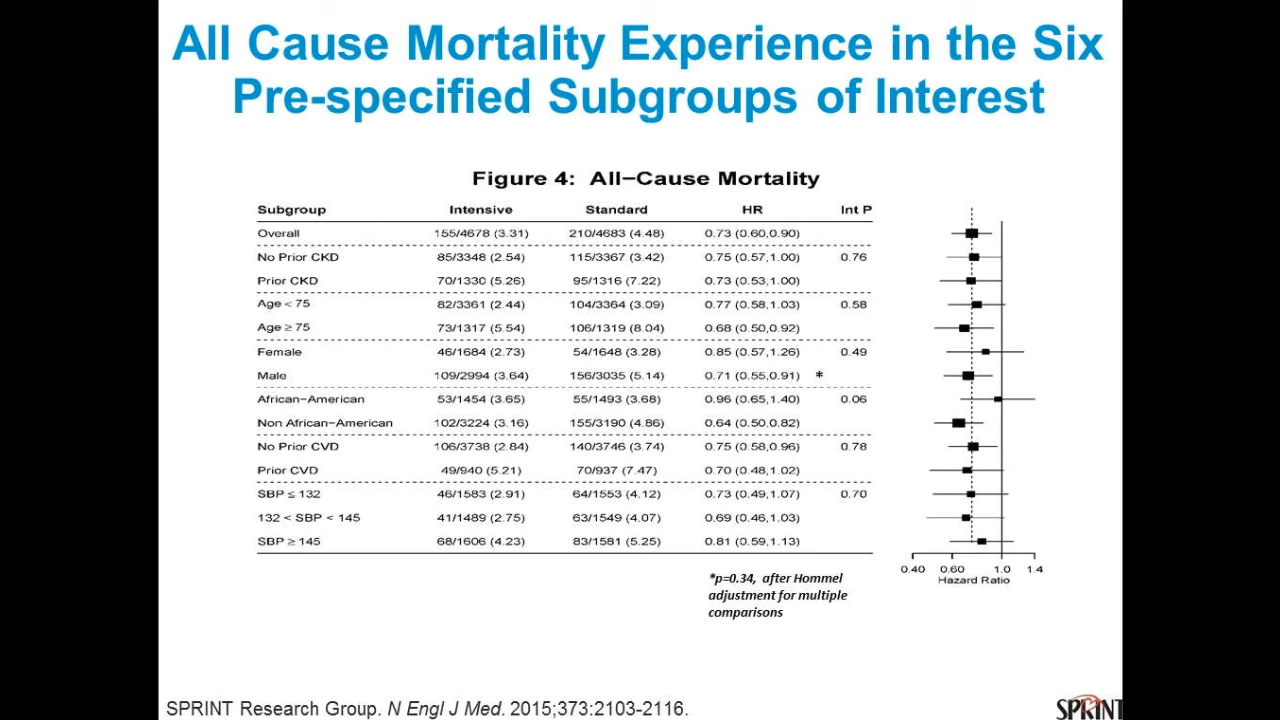 All Cause Mortality Experience in the Six
Pre-specified Subgroups of Interest
Figure 4: All-Cause Mortality
Subgroup Intensive Standard HR Int P
Overall 155/4678 (3.31) 210/4683 (4.48) 0.73 (0.60,0.90)
No Prior CKD 85/3348 (2.54) 115/3367 (3.42) 0.75 (0.57,1.00) 0.76
Prior CKD 70/1330 (5.26) 95/1316 (7.22) 0.73 (0.53,1.00)
Age < 75 82/3361 (2.44) 104/3364 (3.09) 0.77 (0.58,1.03) 0.58
Age ≥ 75 73/1317 (5.54) 106/1319 (8.04) 0.68 (0.50,0.92)
Female 46/1684 (2.73) 54/1648 (3.28) 0.85 (0.57,1.26) 0.49
Male 109/2994 (3.64) 156/3035 (5.14) 0.71 (0.55,0.91) *
African-American 53/1454 (3.65) 55/1493 (3.68) 0.96 (0.65,1.40) 0.06
Non African-American 102/3224 (3.16) 155/3190 (4.86) 0.64 (0.50,0.82)
No Prior CVD 106/3738 (2.84) 140/3746 (3.74) 0.75 (0.58,0.96) 0.78
Prior CVD 49/940 (5.21) 70/937 (7.47) 0.70 (0.48,1.02)
SBP ≤ 132 46/1583 (2.91) 64/1553 (4.12) 0.73 (0.49,1.07) 0.70
132 < SBP < 145 41/1489 (2.75) 63/1549 (4.07) 0.69 (0.46,1.03)
SBP ≥ 145 68/1606 (4.23) 83/1581 (5.25) 0.81 (0.59,1.13)
0.40 0.60 1.0 1.4
Hazard Ratio
*p=0.34, after Hommel
adjustment for multiple
comparisons
SPRINT Research Group. N Engl J Med. 2015;373:2103-2116.
SPRINT